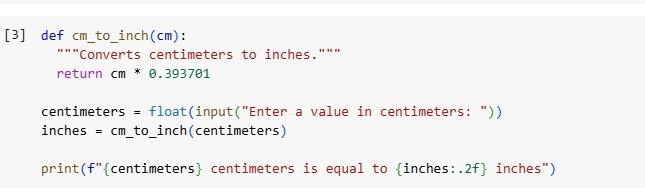 [3] def cm_to_inch(cm):
"""Converts centimeters to inches."""
return cm * 0.393701
centimeters = float(input("Enter a value in centimeters: "))
inches = cm_to_inch(centimeters)
print(f"{centimeters} centimeters is equal to {inches:.2f} inches")